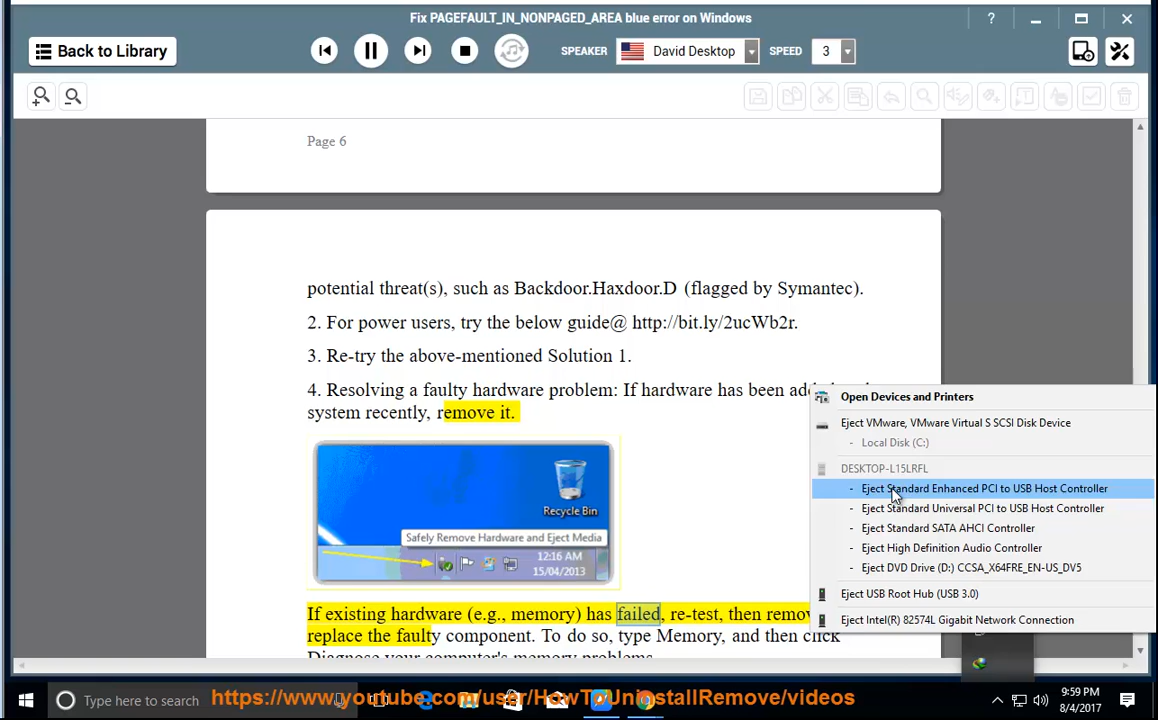 Fix PAGEFAULT_IN_NONPAGED_AREA blue error on Windows
?
Back to Library
SPEAKER
David Desktop
SPEED
3
Page 6
potential threat(s), such as Backdoor.Haxdoor.D (flagged by Symantec).
2. For power users, try the below guide@ http://bit.ly/2ucWb2r.
3. Re-try the above-mentioned Solution 1.
4. Resolving a faulty hardware problem: If hardware has been
system recently, remove it.
Recycle Bin
Safely Remove Hardware and Eject Media
12:16 AM
15/04/2013
If existing hardware (e.g., memory) has failed, re-test, then remov
replace the faulty component. To do so, type Memory, and then click
Diagnose your computer's memory problems
Open Devices and Printers
Eject VMware, VMware Virtual S SCSI Disk Device
- Local Disk (C:)
DESKTOP-L15LRFL
- Eject Standard Enhanced PCI to USB Host Controller
- Eject Standard Universal PCI to USB Host Controller
- Eject Standard SATA AHCI Controller
- Eject High Definition Audio Controller
- Eject DVD Drive (D:) CCSA_X64FRE_EN-US_DV5
Eject USB Root Hub (USB 3.0)
Eject Intel(R) 82574L Gigabit Network Connection
Type here to search
https://www.youtube.com/user/HowToUninstallRemove/videos
9:59 PM
8/4/2017